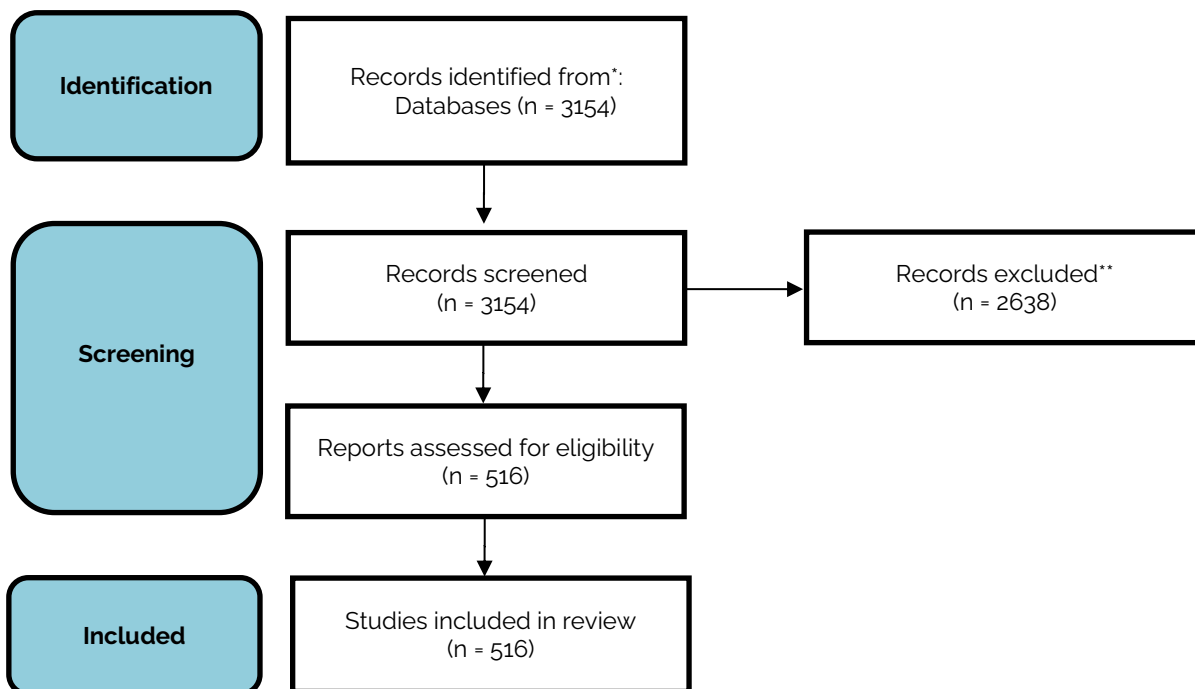 Identification
Records identified from*:
Databases (n = 3154)
Screening
Records screened
(n = 3154)
Records excluded**
(n = 2638)
Reports assessed for eligibility
(n = 516)
Included
Studies included in review
(n = 516)